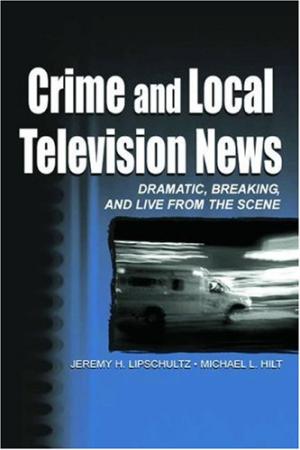 Crime and Local
Television News
DRAMATIC, BREAKING,
AND LIVE FROM THE SCENE
JEREMY H. LIPSCHULTZ • MICHAEL L. HILT